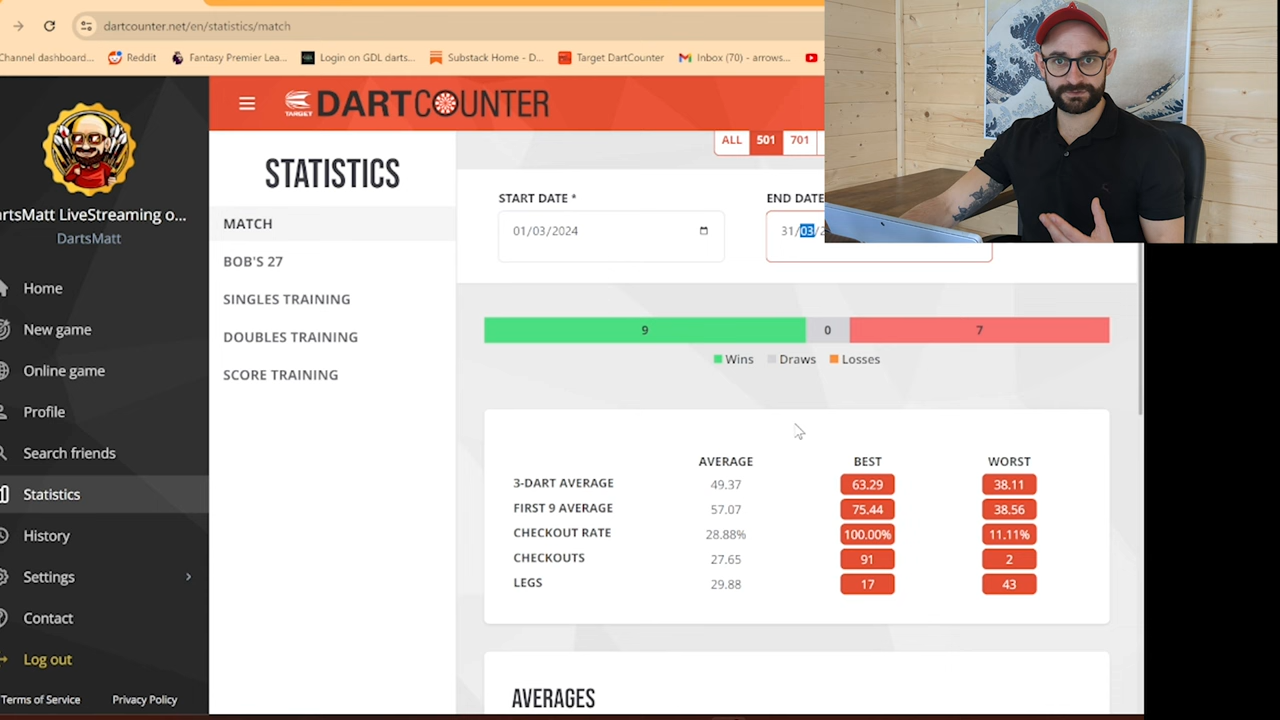 dartcounter.net/en/statistics/match
Channel dashboard...
Reddit
Fantasy Premier Lea...
Login on GDL darts...
Substack Home - D...
Target DartCounter
Inbox (70) - arrows...
TARGET
DARTCOUNTER
artsMatt LiveStreaming o...
DartsMatt
Home
New game
Online game
Profile
Search friends
Statistics
History
Settings
Contact
Log out
Terms of Service
Privacy Policy
STATISTICS
MATCH
BOB'S 27
SINGLES TRAINING
DOUBLES TRAINING
SCORE TRAINING
ALL 501 701
START DATE *
01/03/2024
END DATE
31/03/2
9 0 7
Wins Draws Losses
AVERAGE BEST WORST
3-DART AVERAGE 49.37 63.29 38.11
FIRST 9 AVERAGE 57.07 75.44 38.56
CHECKOUT RATE 28.88% 100.00% 11.11%
CHECKOUTS 27.65 91 2
LEGS 29.88 17 43
AVERAGES